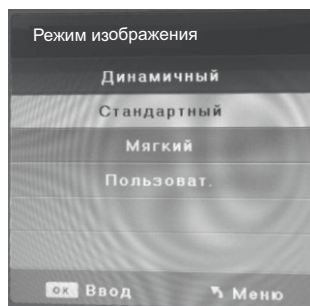 Режим изображения
Динамичный
Стандартный
Мягкий
Пользоват.
OK Ввод Меню